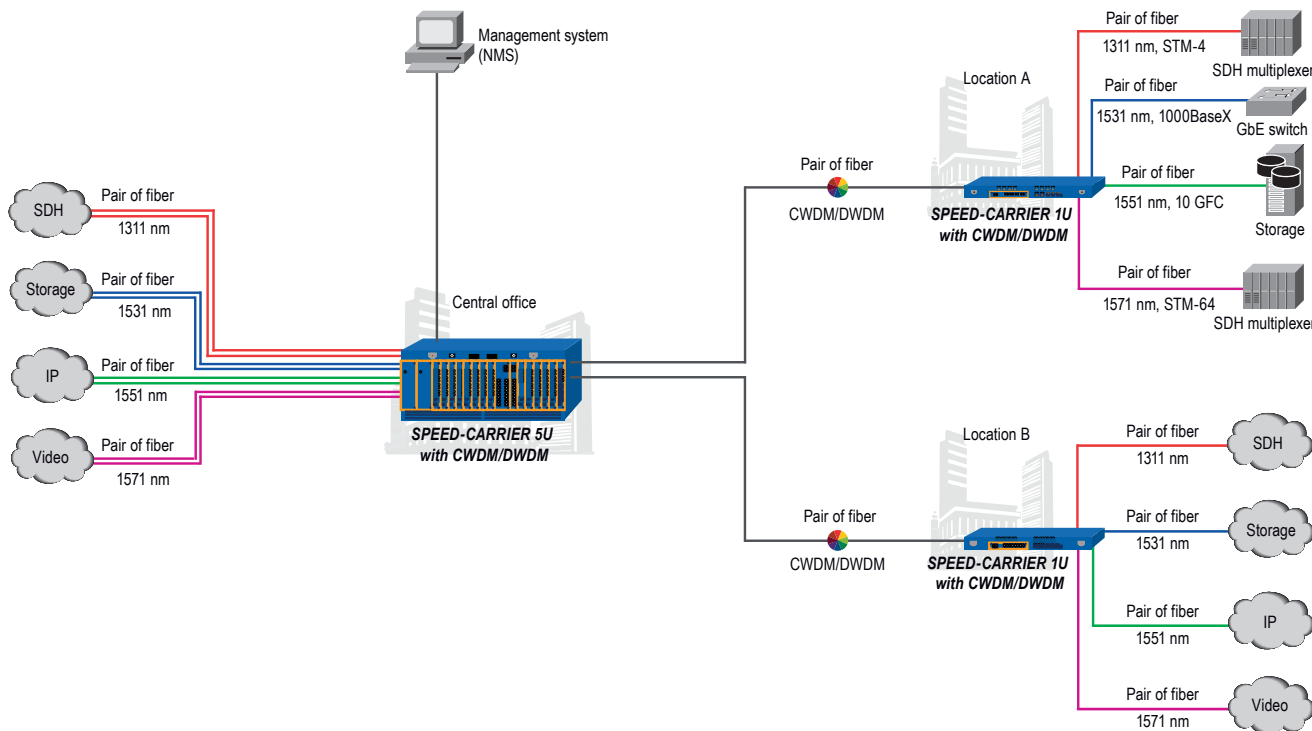 Management system
(NMS)
SDH
Pair of fiber
1311 nm
Storage
Pair of fiber
1531 nm
IP
Pair of fiber
1551 nm
Video
Pair of fiber
1571 nm
Central office
SPEED-CARRIER 5U
with CWDM/DWDM
Pair of fiber
CWDM/DWDM
Location A
SPEED-CARRIER 1U
with CWDM/DWDM
Pair of fiber
1311 nm, STM-4
SDH multiplexer
Pair of fiber
1531 nm, 1000BaseX
GbE switch
Pair of fiber
1551 nm, 10 GFC
Storage
Pair of fiber
1571 nm, STM-64
SDH multiplexer
Pair of fiber
CWDM/DWDM
Location B
SPEED-CARRIER 1U
with CWDM/DWDM
Pair of fiber
1311 nm
SDH
Pair of fiber
1531 nm
Storage
Pair of fiber
1551 nm
IP
Pair of fiber
1571 nm
Video